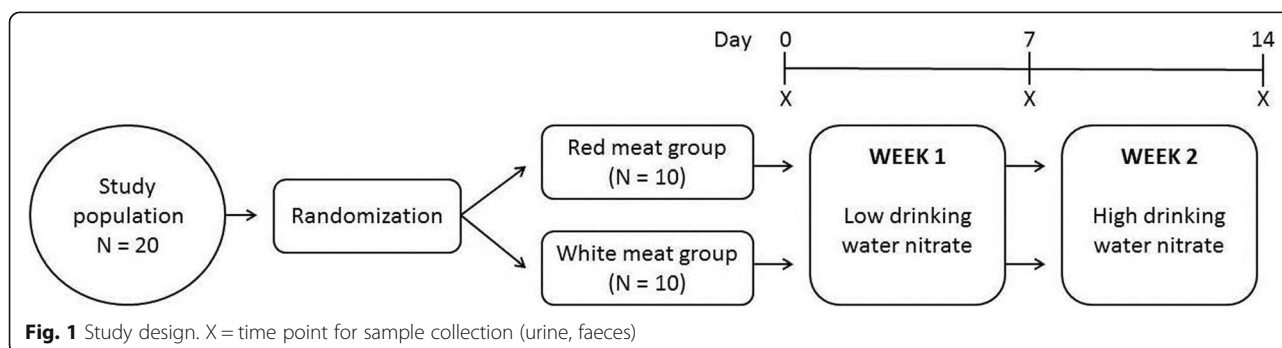 Day 0 7 14
X X X
Study
population
N = 20
Randomization
Red meat group
(N = 10)
White meat group
(N = 10)
WEEK 1
Low drinking
water nitrate
WEEK 2
High drinking
water nitrate
Fig. 1 Study design. X = time point for sample collection (urine, faeces)